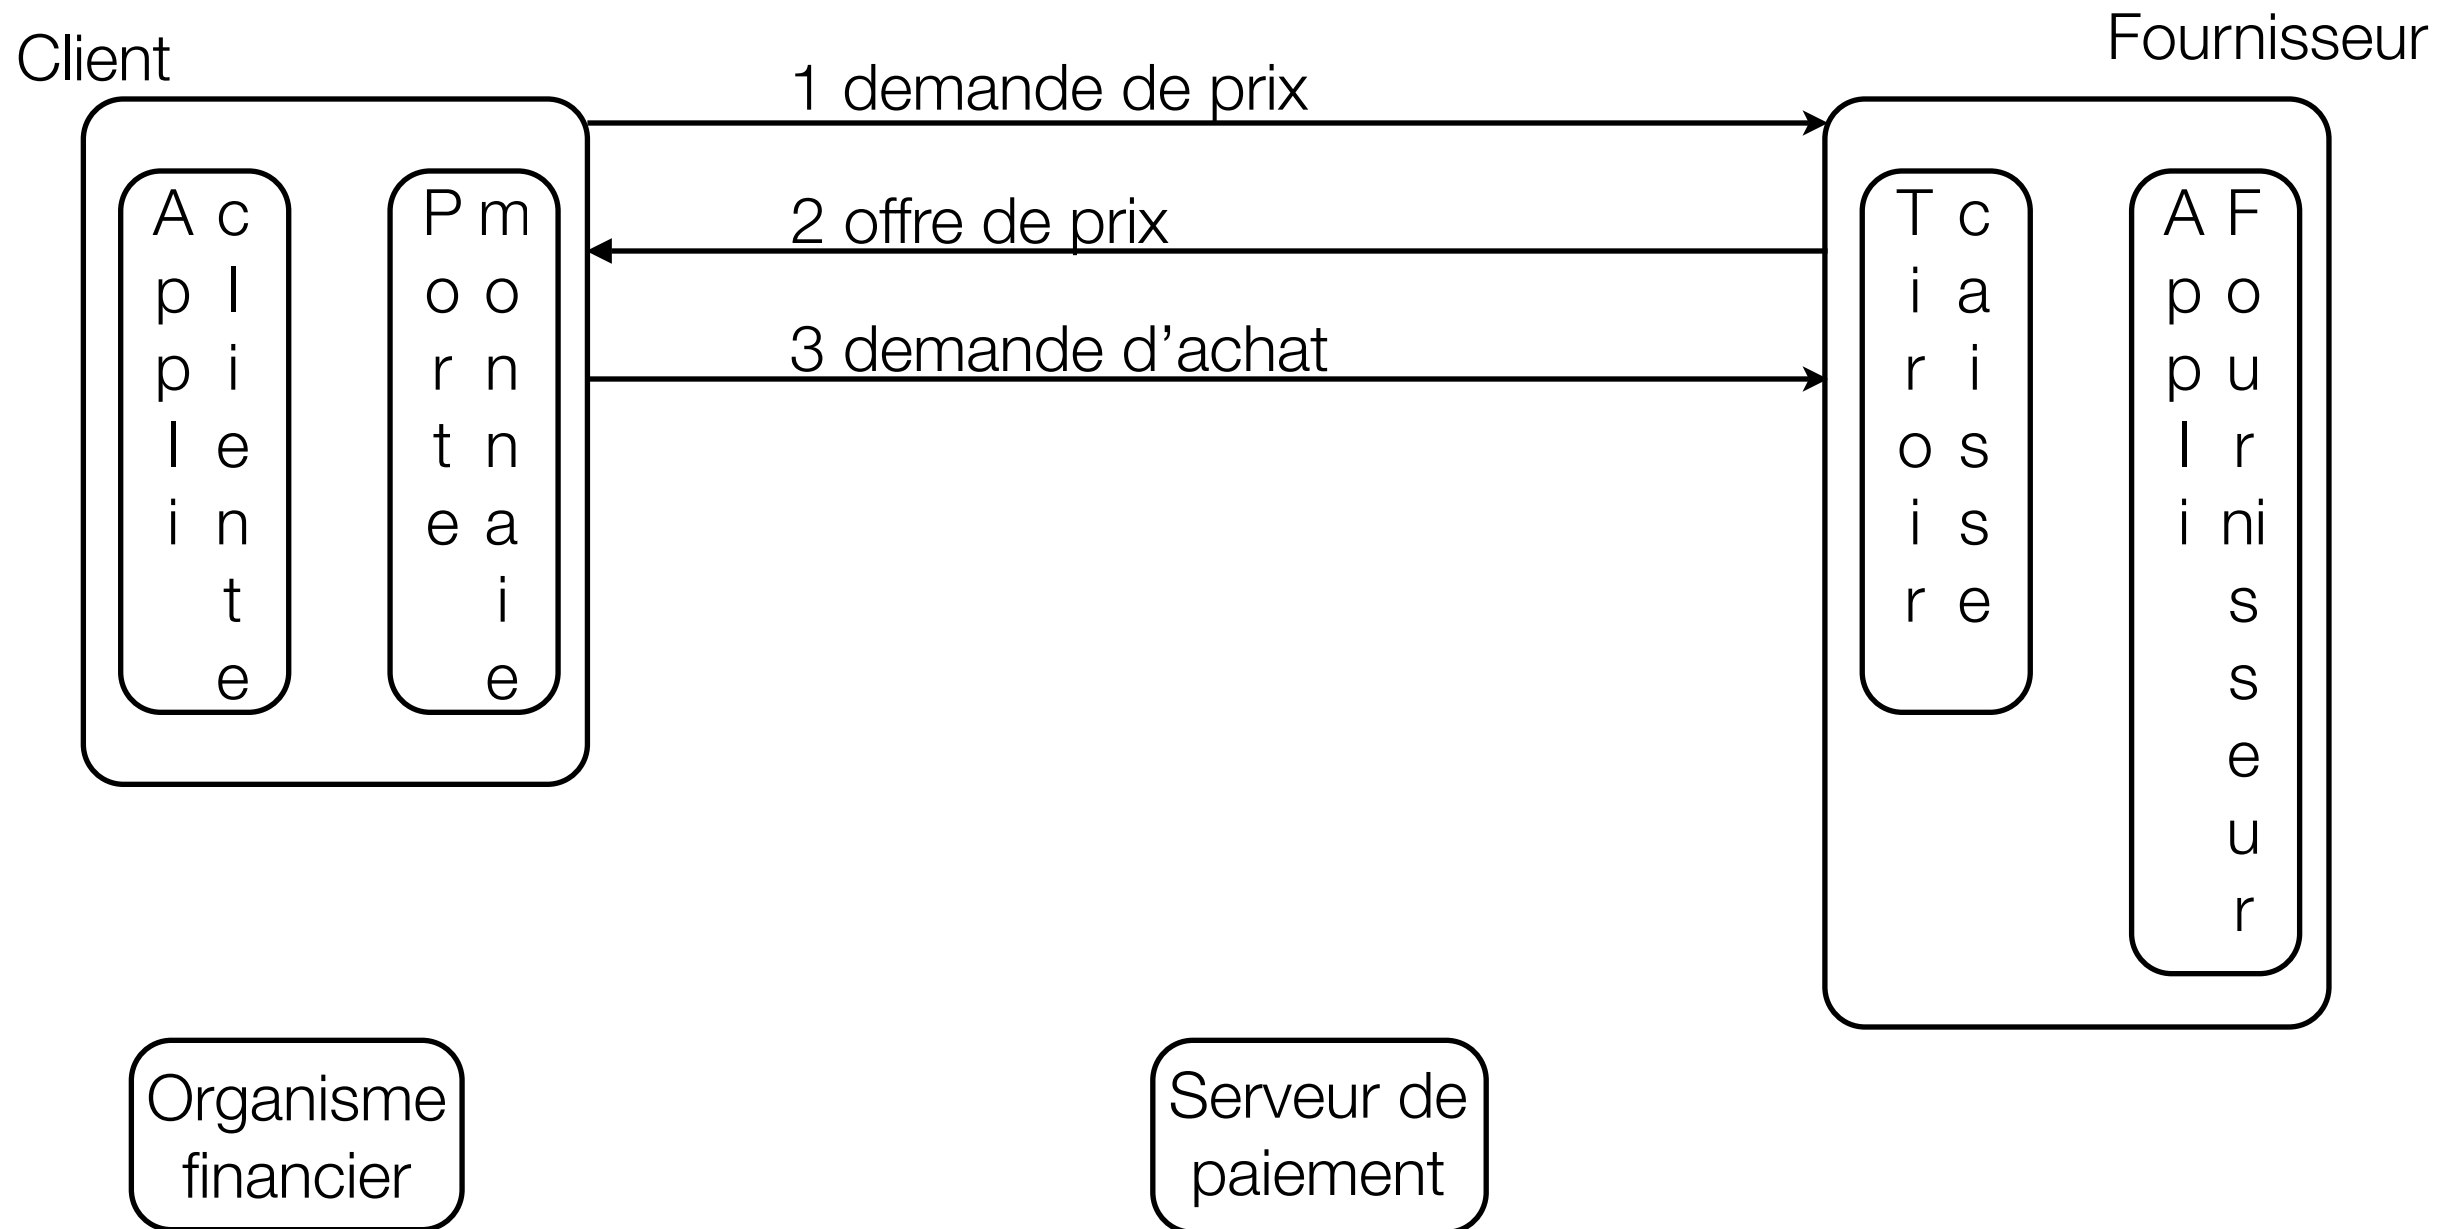 Client
Fournisseur
1 demande de prix
2 offre de prix
3 demande d’achat
Appli
cliente
Porte
monnaie
Tiroir
caisse
Appli
Fournisseur
Organisme
financier
Serveur de
paiement